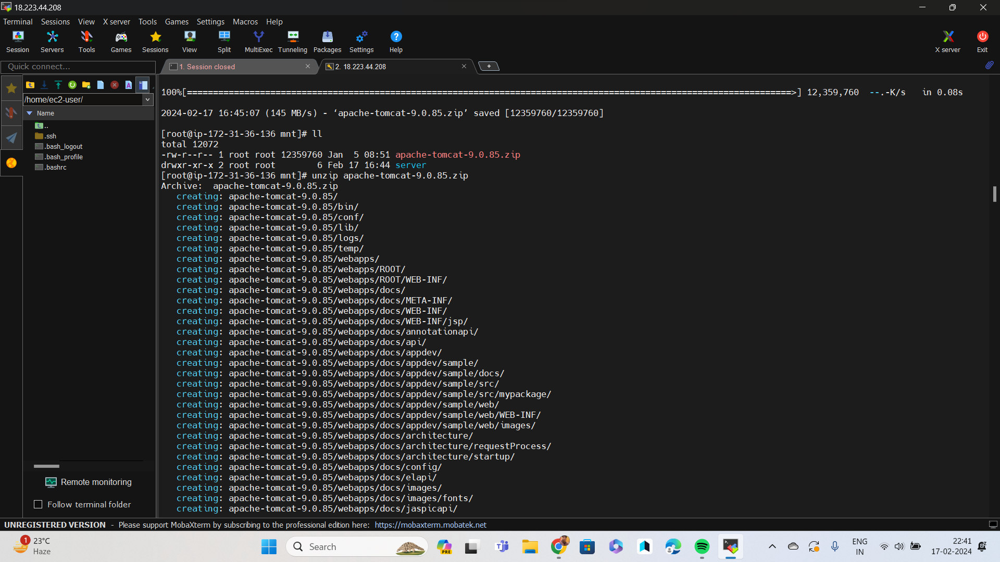 18.223.44.208
Terminal Sessions View X server Tools Games Settings Macros Help
Session Servers Tools Games Sessions View Split MultiExec Tunneling Packages Settings Help X server Exit
Quick connect...
1. Session closed
2. 18.223.44.208
/home/ec2-user/
Name
..
.ssh
.bash_logout
.bash_profile
.bashrc
Remote monitoring
Follow terminal folder
100%[====================================================================================================================>] 12,359,760 --.-K/s in 0.08s
2024-02-17 16:45:07 (145 MB/s) - ‘apache-tomcat-9.0.85.zip’ saved [12359760/12359760]
[root@ip-172-31-36-136 mnt]# ll
total 12072
-rw-r--r-- 1 root root 12359760 Jan  5 08:51 apache-tomcat-9.0.85.zip
drwxr-xr-x 2 root root        6 Feb 17 16:44 server
[root@ip-172-31-36-136 mnt]# unzip apache-tomcat-9.0.85.zip
Archive:  apache-tomcat-9.0.85.zip
creating: apache-tomcat-9.0.85/
creating: apache-tomcat-9.0.85/bin/
creating: apache-tomcat-9.0.85/conf/
creating: apache-tomcat-9.0.85/lib/
creating: apache-tomcat-9.0.85/logs/
creating: apache-tomcat-9.0.85/temp/
creating: apache-tomcat-9.0.85/webapps/
creating: apache-tomcat-9.0.85/webapps/ROOT/
creating: apache-tomcat-9.0.85/webapps/ROOT/WEB-INF/
creating: apache-tomcat-9.0.85/webapps/docs/
creating: apache-tomcat-9.0.85/webapps/docs/META-INF/
creating: apache-tomcat-9.0.85/webapps/docs/WEB-INF/
creating: apache-tomcat-9.0.85/webapps/docs/WEB-INF/jsp/
creating: apache-tomcat-9.0.85/webapps/docs/annotationapi/
creating: apache-tomcat-9.0.85/webapps/docs/api/
creating: apache-tomcat-9.0.85/webapps/docs/appdev/
creating: apache-tomcat-9.0.85/webapps/docs/appdev/sample/
creating: apache-tomcat-9.0.85/webapps/docs/appdev/sample/docs/
creating: apache-tomcat-9.0.85/webapps/docs/appdev/sample/src/
creating: apache-tomcat-9.0.85/webapps/docs/appdev/sample/src/mypackage/
creating: apache-tomcat-9.0.85/webapps/docs/appdev/sample/web/
creating: apache-tomcat-9.0.85/webapps/docs/appdev/sample/web/WEB-INF/
creating: apache-tomcat-9.0.85/webapps/docs/appdev/sample/web/images/
creating: apache-tomcat-9.0.85/webapps/docs/architecture/
creating: apache-tomcat-9.0.85/webapps/docs/architecture/requestProcess/
creating: apache-tomcat-9.0.85/webapps/docs/architecture/startup/
creating: apache-tomcat-9.0.85/webapps/docs/config/
creating: apache-tomcat-9.0.85/webapps/docs/elapi/
creating: apache-tomcat-9.0.85/webapps/docs/images/
creating: apache-tomcat-9.0.85/webapps/docs/images/fonts/
creating: apache-tomcat-9.0.85/webapps/docs/jaspicapi/
UNREGISTERED VERSION - Please support MobaXterm by subscribing to the professional edition here: https://mobaxterm.mobatek.net
1
23°C
Haze
Search
PRE
ENG
IN
22:41
17-02-2024